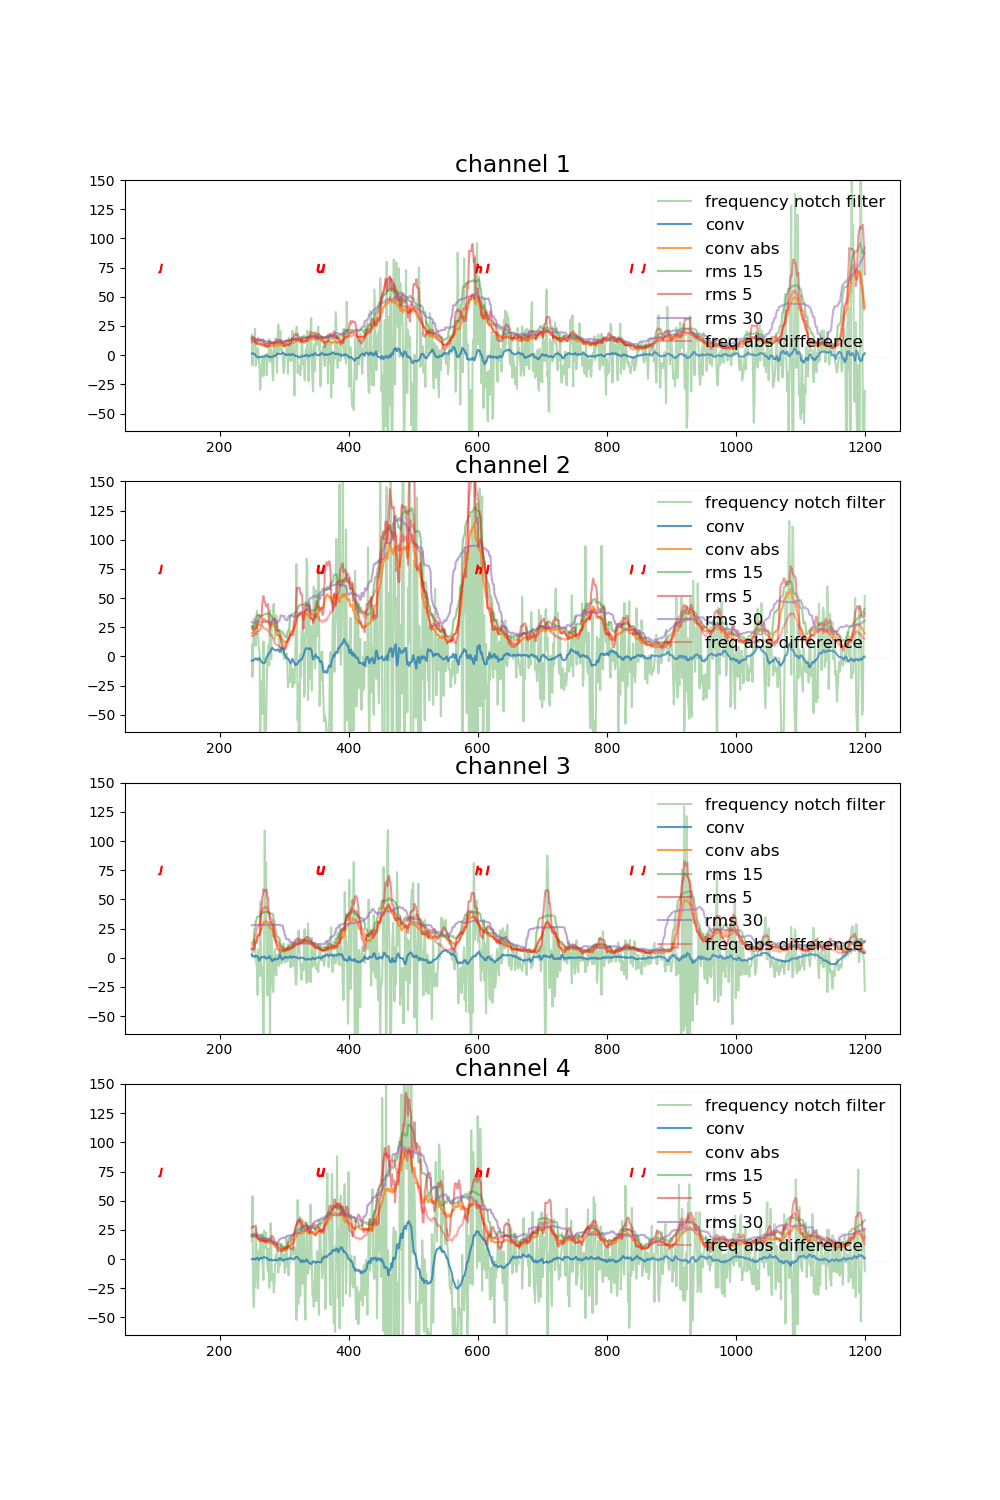 channel 1
150
125
100
75
50
25
0
−25
−50
200 400 600 800 1000 1200
frequency notch filter
conv
conv abs
rms 15
rms 5
rms 30
freq abs difference
channel 2
150
125
100
75
50
25
0
−25
−50
200 400 600 800 1000 1200
frequency notch filter
conv
conv abs
rms 15
rms 5
rms 30
freq abs difference
channel 3
150
125
100
75
50
25
0
−25
−50
200 400 600 800 1000 1200
frequency notch filter
conv
conv abs
rms 15
rms 5
rms 30
freq abs difference
channel 4
150
125
100
75
50
25
0
−25
−50
200 400 600 800 1000 1200
frequency notch filter
conv
conv abs
rms 15
rms 5
rms 30
freq abs difference